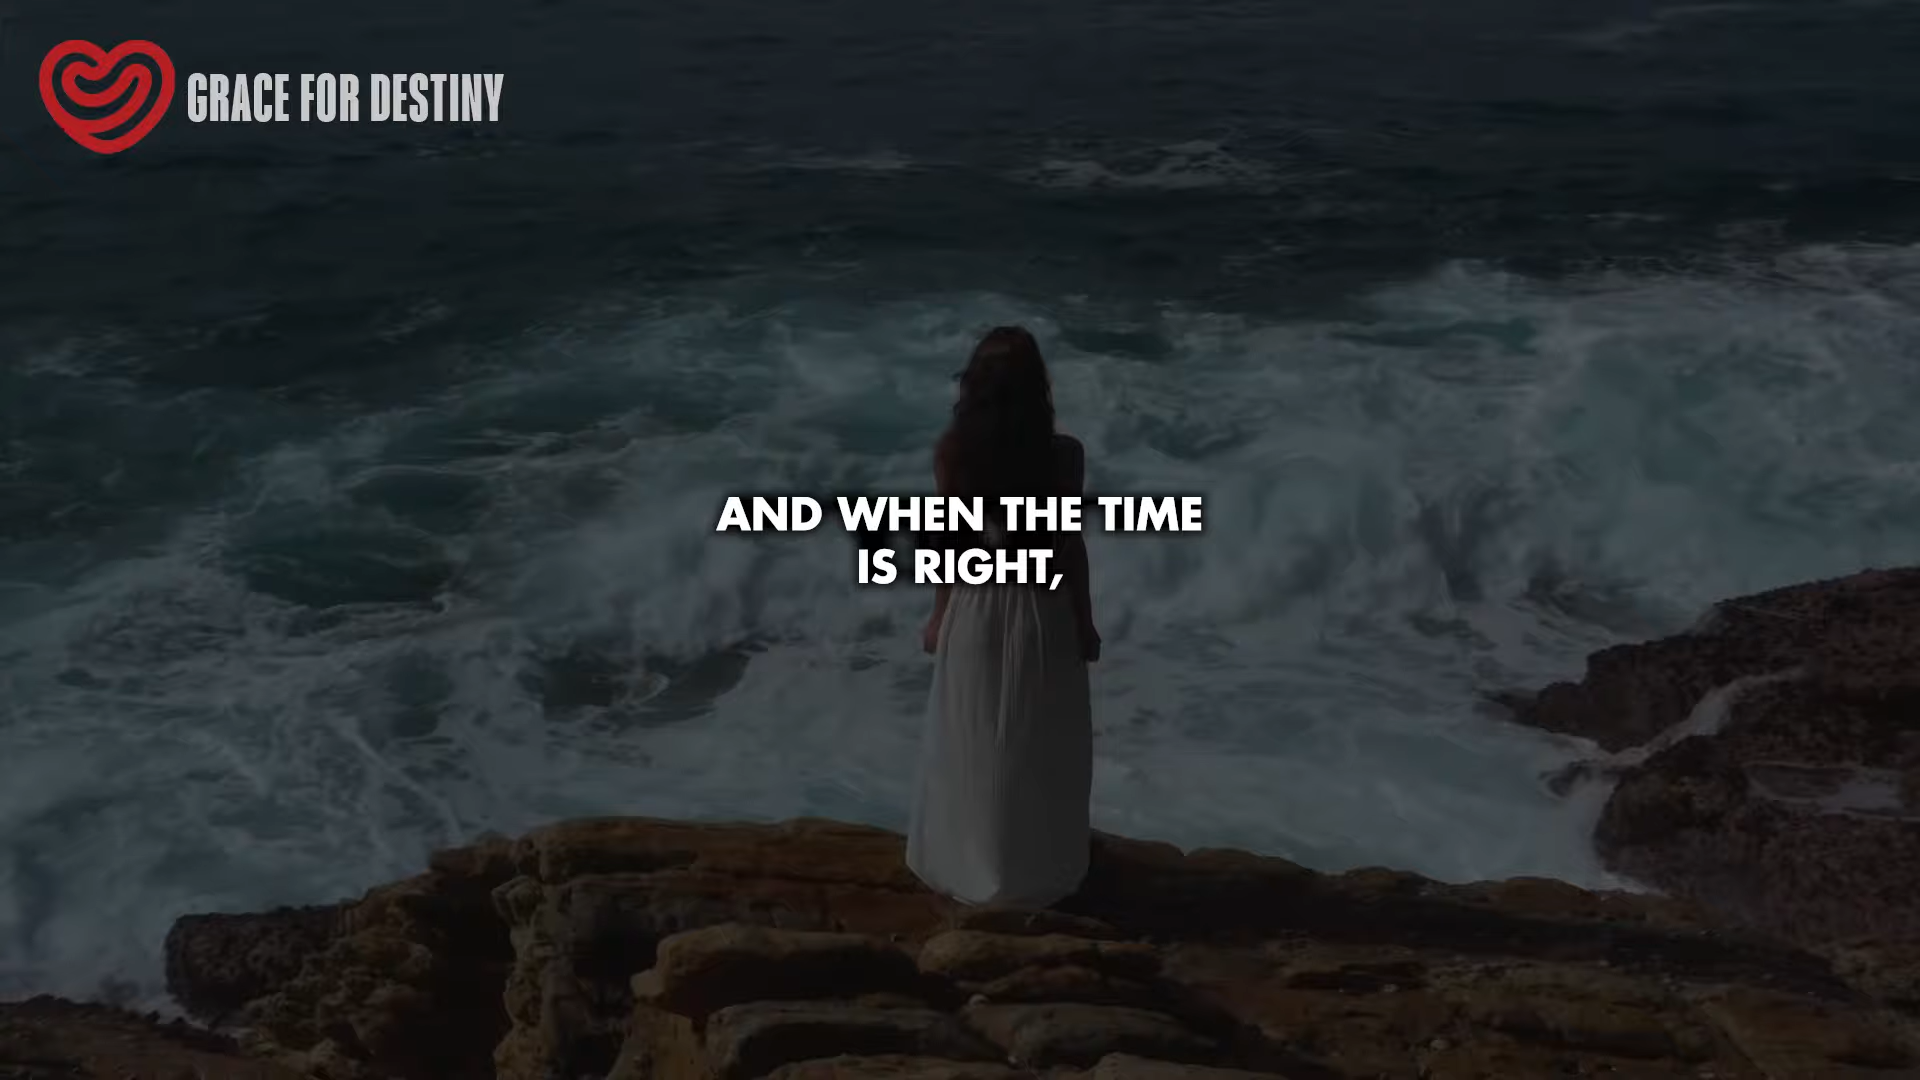 GRACE FOR DESTINY
AND WHEN THE TIME
IS RIGHT,